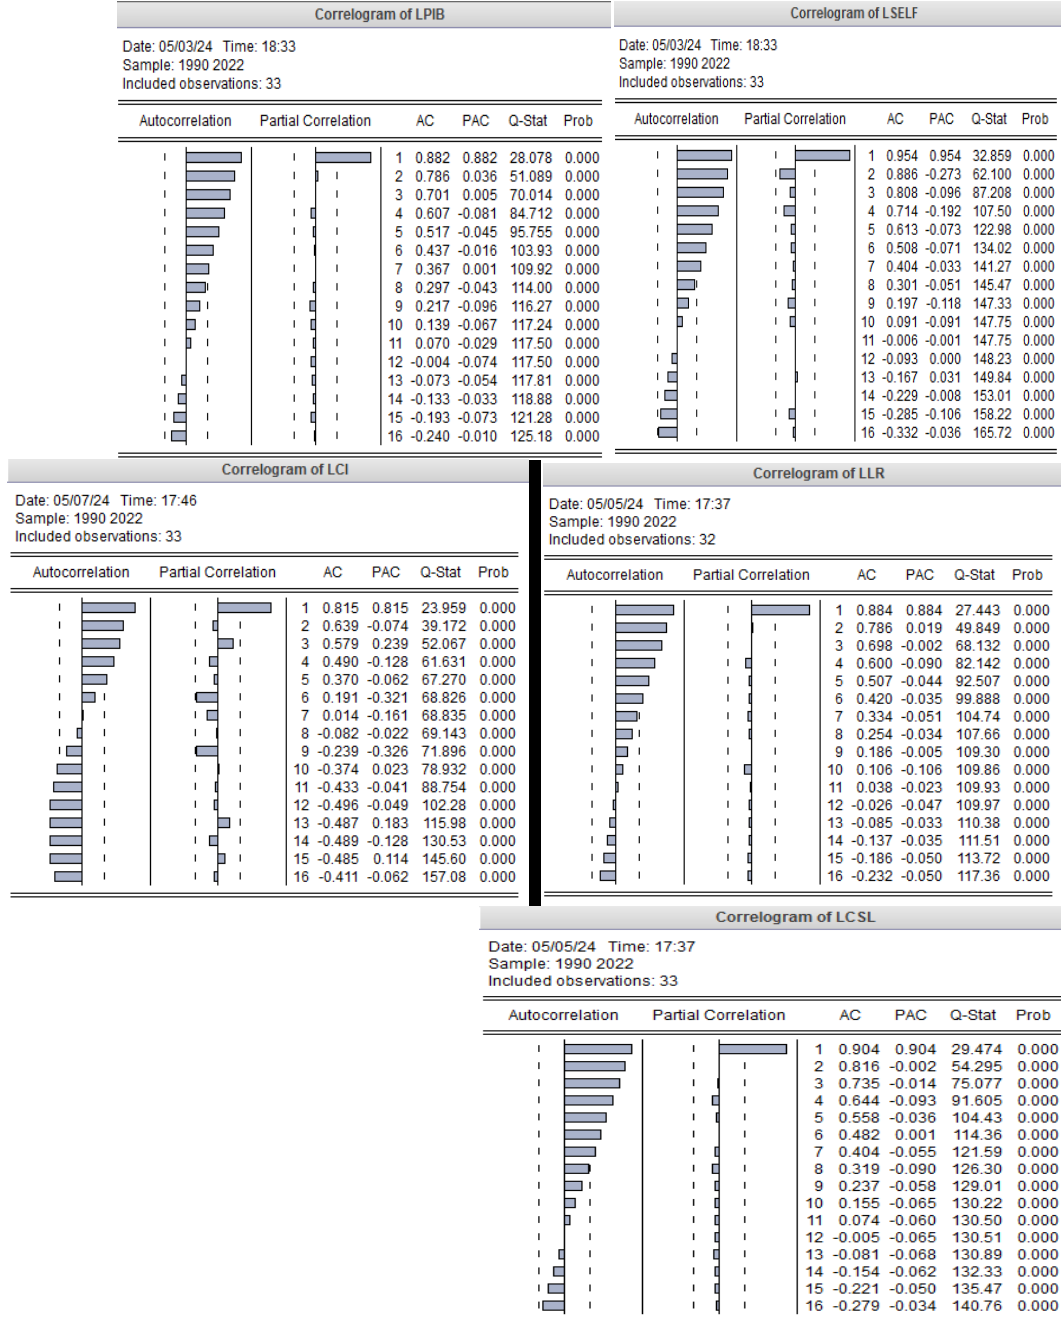 Correlogram of LPIB
Date: 05/03/24 Time: 18:33
Sample: 1990 2022
Included observations: 33
Autocorrelation Partial Correlation AC PAC Q-Stat Prob
1 0.882 0.882 28.078 0.000
2 0.786 0.036 51.089 0.000
3 0.701 0.005 70.014 0.000
4 0.607 -0.081 84.712 0.000
5 0.517 -0.045 95.755 0.000
6 0.437 -0.016 103.93 0.000
7 0.367 0.001 109.92 0.000
8 0.297 -0.043 114.00 0.000
9 0.217 -0.096 116.27 0.000
10 0.139 -0.067 117.24 0.000
11 0.070 -0.029 117.50 0.000
12 -0.004 -0.074 117.50 0.000
13 -0.073 -0.054 117.81 0.000
14 -0.133 -0.033 118.88 0.000
15 -0.193 -0.073 121.28 0.000
16 -0.240 -0.010 125.18 0.000
Correlogram of LSELF
Date: 05/03/24 Time: 18:33
Sample: 1990 2022
Included observations: 33
Autocorrelation Partial Correlation AC PAC Q-Stat Prob
1 0.954 0.954 32.859 0.000
2 0.886 -0.273 62.100 0.000
3 0.808 -0.096 87.208 0.000
4 0.714 -0.192 107.50 0.000
5 0.613 -0.073 122.98 0.000
6 0.508 -0.071 134.02 0.000
7 0.404 -0.033 141.27 0.000
8 0.301 -0.051 145.47 0.000
9 0.197 -0.118 147.33 0.000
10 0.091 -0.091 147.75 0.000
11 -0.006 -0.001 147.75 0.000
12 -0.093 0.000 148.23 0.000
13 -0.167 0.031 149.84 0.000
14 -0.229 -0.008 153.01 0.000
15 -0.285 -0.106 158.22 0.000
16 -0.332 -0.036 165.72 0.000
Correlogram of LCI
Date: 05/07/24 Time: 17:46
Sample: 1990 2022
Included observations: 33
Autocorrelation Partial Correlation AC PAC Q-Stat Prob
1 0.815 0.815 23.959 0.000
2 0.639 -0.074 39.172 0.000
3 0.579 0.239 52.067 0.000
4 0.490 -0.128 61.631 0.000
5 0.370 -0.062 67.270 0.000
6 0.191 -0.321 68.826 0.000
7 0.014 -0.161 68.835 0.000
8 -0.082 -0.022 69.143 0.000
9 -0.239 -0.326 71.896 0.000
10 -0.374 0.023 78.932 0.000
11 -0.433 -0.041 88.754 0.000
12 -0.496 -0.049 102.28 0.000
13 -0.487 0.183 115.98 0.000
14 -0.489 -0.128 130.53 0.000
15 -0.485 0.114 145.60 0.000
16 -0.411 -0.062 157.08 0.000
Correlogram of LLR
Date: 05/05/24 Time: 17:37
Sample: 1990 2022
Included observations: 32
Autocorrelation Partial Correlation AC PAC Q-Stat Prob
1 0.884 0.884 27.443 0.000
2 0.786 0.019 49.849 0.000
3 0.698 -0.002 68.132 0.000
4 0.600 -0.090 82.142 0.000
5 0.507 -0.044 92.507 0.000
6 0.420 -0.035 99.888 0.000
7 0.334 -0.051 104.74 0.000
8 0.254 -0.034 107.66 0.000
9 0.186 -0.005 109.30 0.000
10 0.106 -0.106 109.86 0.000
11 0.038 -0.023 109.93 0.000
12 -0.026 -0.047 109.97 0.000
13 -0.085 -0.033 110.38 0.000
14 -0.137 -0.035 111.51 0.000
15 -0.186 -0.050 113.72 0.000
16 -0.232 -0.050 117.36 0.000
Correlogram of LCSL
Date: 05/05/24 Time: 17:37
Sample: 1990 2022
Included observations: 33
Autocorrelation Partial Correlation AC PAC Q-Stat Prob
1 0.904 0.904 29.474 0.000
2 0.816 -0.002 54.295 0.000
3 0.735 -0.014 75.077 0.000
4 0.644 -0.093 91.605 0.000
5 0.558 -0.036 104.43 0.000
6 0.482 0.001 114.36 0.000
7 0.404 -0.055 121.59 0.000
8 0.319 -0.090 126.30 0.000
9 0.237 -0.058 129.01 0.000
10 0.155 -0.065 130.22 0.000
11 0.074 -0.060 130.50 0.000
12 -0.005 -0.065 130.51 0.000
13 -0.081 -0.068 130.89 0.000
14 -0.154 -0.062 132.33 0.000
15 -0.221 -0.050 135.47 0.000
16 -0.279 -0.034 140.76 0.000